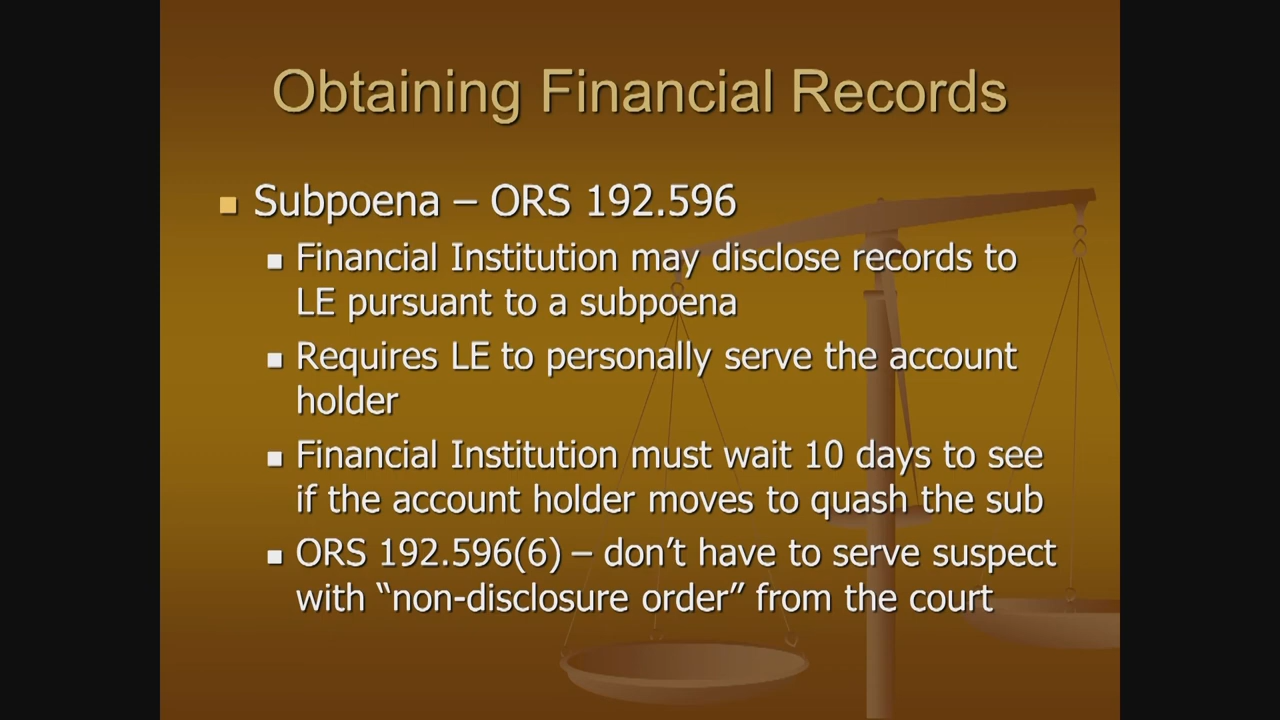 Obtaining Financial Records
Subpoena – ORS 192.596
Financial Institution may disclose records to
LE pursuant to a subpoena
Requires LE to personally serve the account
holder
Financial Institution must wait 10 days to see
if the account holder moves to quash the sub
ORS 192.596(6) – don’t have to serve suspect
with “non-disclosure order” from the court